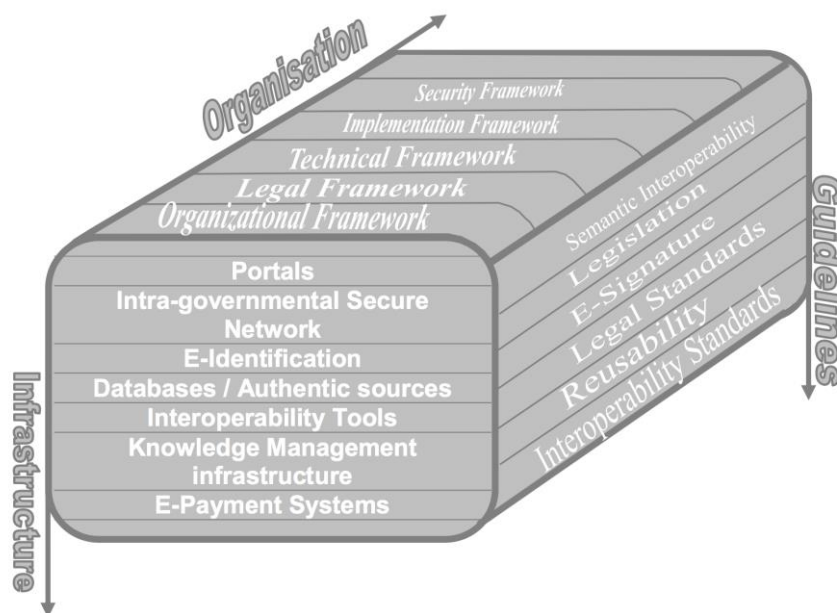 Organisation
Security Framework
Implementation Framework
Technical Framework
Legal Framework
Organizational Framework
Portals
Intra-governmental Secure
Network
E-Identification
Databases / Authentic sources
Interoperability Tools
Knowledge Management
infrastructure
E-Payment Systems
Infrastructure
Semantic Interoperability
Legislation
E-Signature
Legal Standards
Reusability
Interoperability Standards
Guidelines